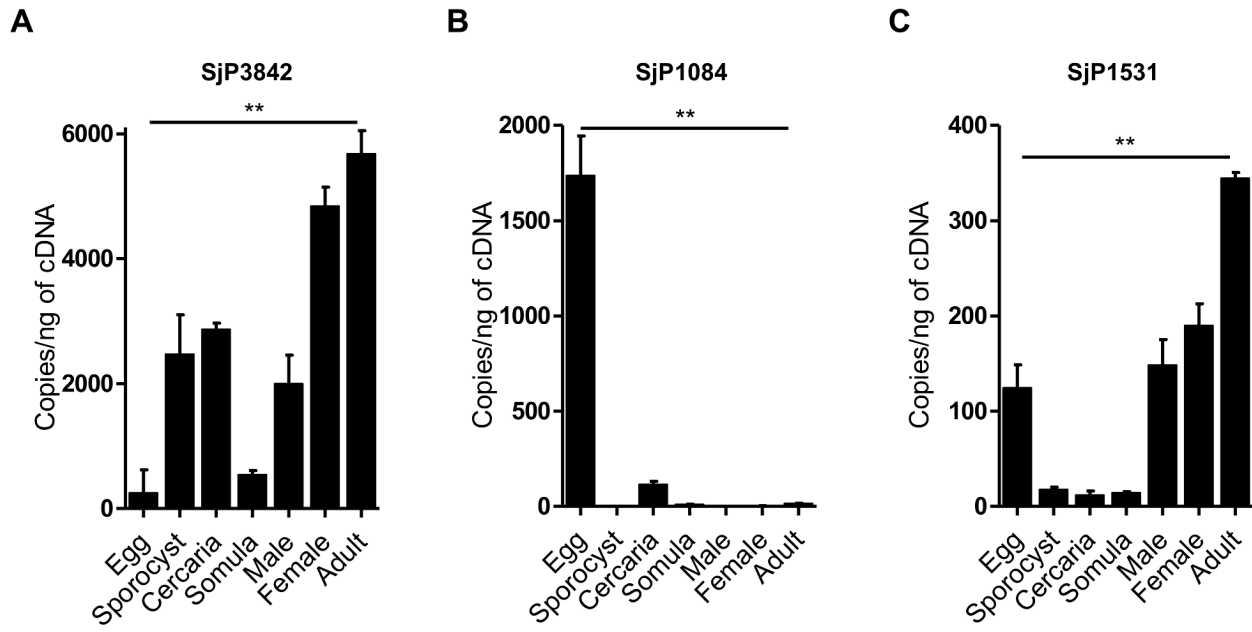 A
SjP3842
**
Copies/ng of cDNA
6000
4000
2000
0
Egg
Sporocyst
Cercaria
Somula
Male
Female
Adult
B
SjP1084
**
Copies/ng of cDNA
2000
1500
1000
500
0
Egg
Sporocyst
Cercaria
Somula
Male
Female
Adult
C
SjP1531
**
Copies/ng of cDNA
400
300
200
100
0
Egg
Sporocyst
Cercaria
Somula
Male
Female
Adult